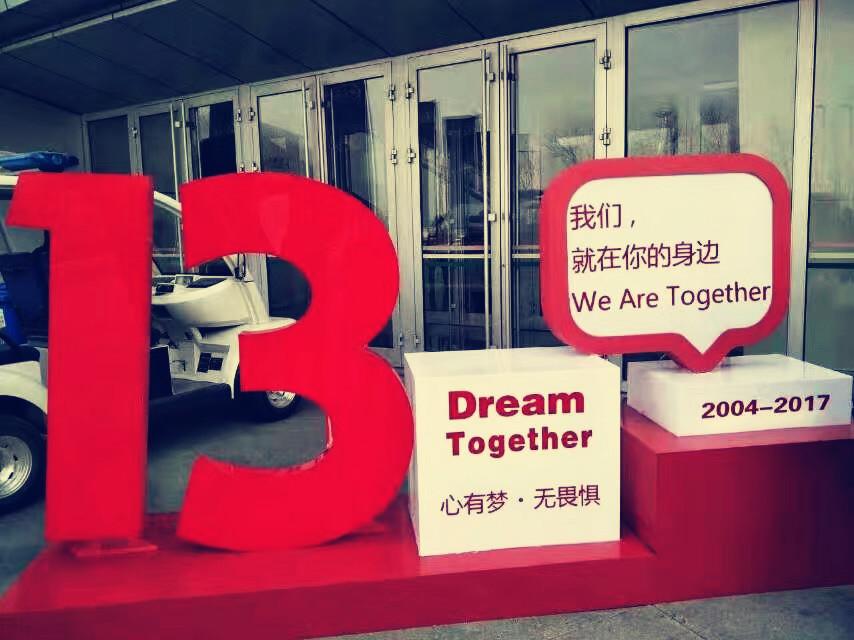 13
Dream
Together
心有梦·无畏惧
我们，
就在你的身边
We Are Together
2004-2017